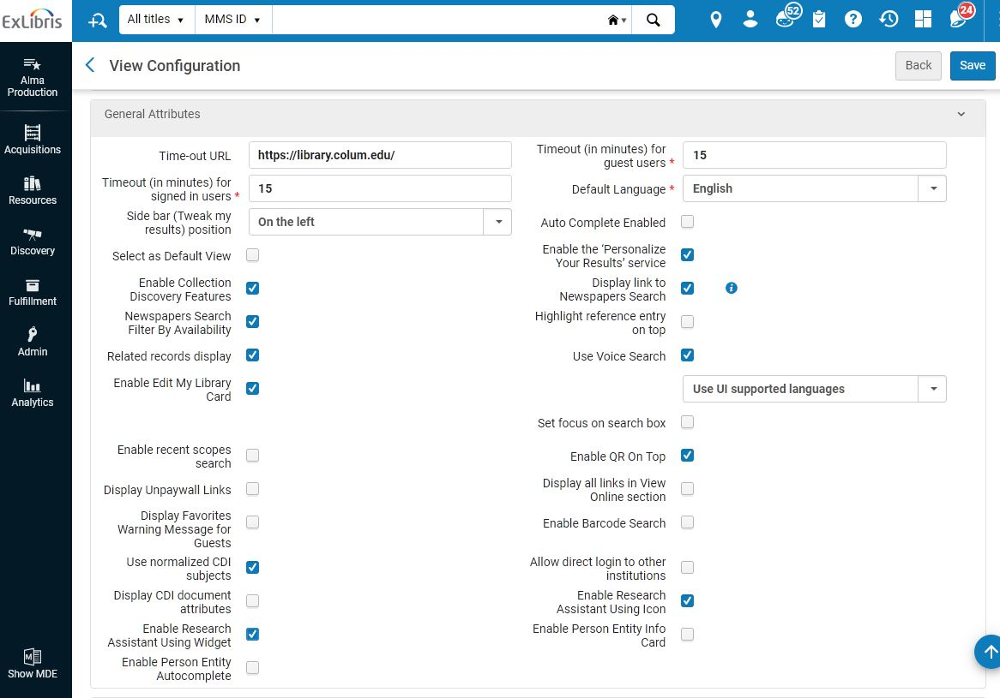 ExLibris
All titles
MMS ID
52
24
View Configuration
Back
Save
Alma
Production
Acquisitions
Resources
Discovery
Fulfillment
Admin
Analytics
Show MDE
General Attributes
Time-out URL
https://library.colum.edu/
Timeout (in minutes) for
guest users *
15
Timeout (in minutes) for
signed in users *
15
Default Language *
English
Side bar (Tweak my
results) position
On the left
Auto Complete Enabled
Select as Default View
Enable the ‘Personalize
Your Results’ service
Enable Collection
Discovery Features
Display link to
Newspapers Search
Newspapers Search
Filter By Availability
Highlight reference entry
on top
Related records display
Use Voice Search
Enable Edit My Library
Card
Use UI supported languages
Set focus on search box
Enable recent scopes
search
Enable QR On Top
Display Unpaywall Links
Display all links in View
Online section
Display Favorites
Warning Message for
Guests
Enable Barcode Search
Use normalized CDI
subjects
Allow direct login to other
institutions
Display CDI document
attributes
Enable Research
Assistant Using Icon
Enable Research
Assistant Using Widget
Enable Person Entity Info
Card
Enable Person Entity
Autocomplete